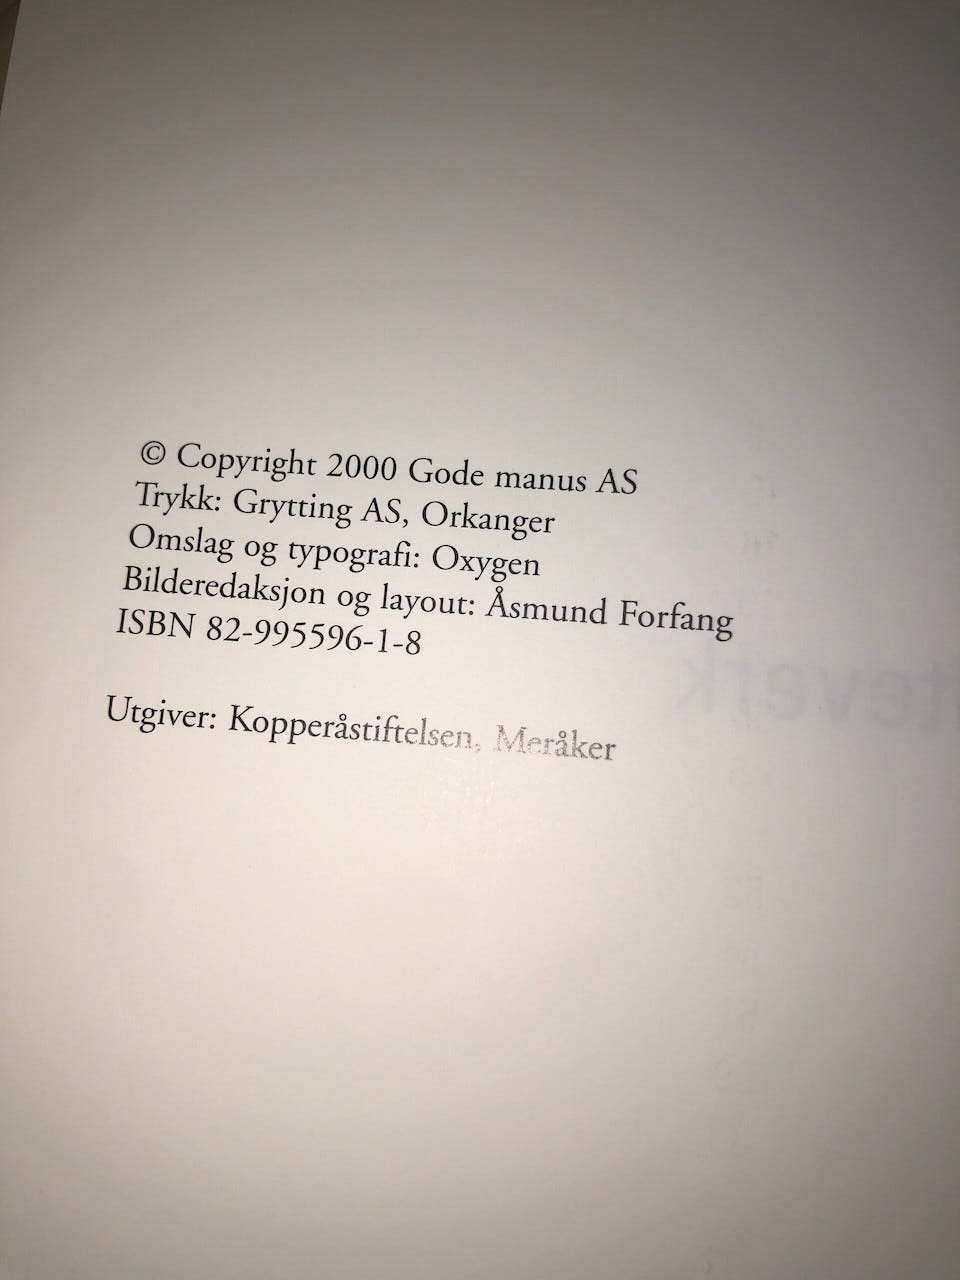 © Copyright 2000 Gode manus AS
Trykk: Grytting AS, Orkanger
Omslag og typografi: Oxygen
Bilderedaksjon og layout: Åsmund Forfang
ISBN 82-995596-1-8
Utgiver: Kopperåstiftelsen, Meråker